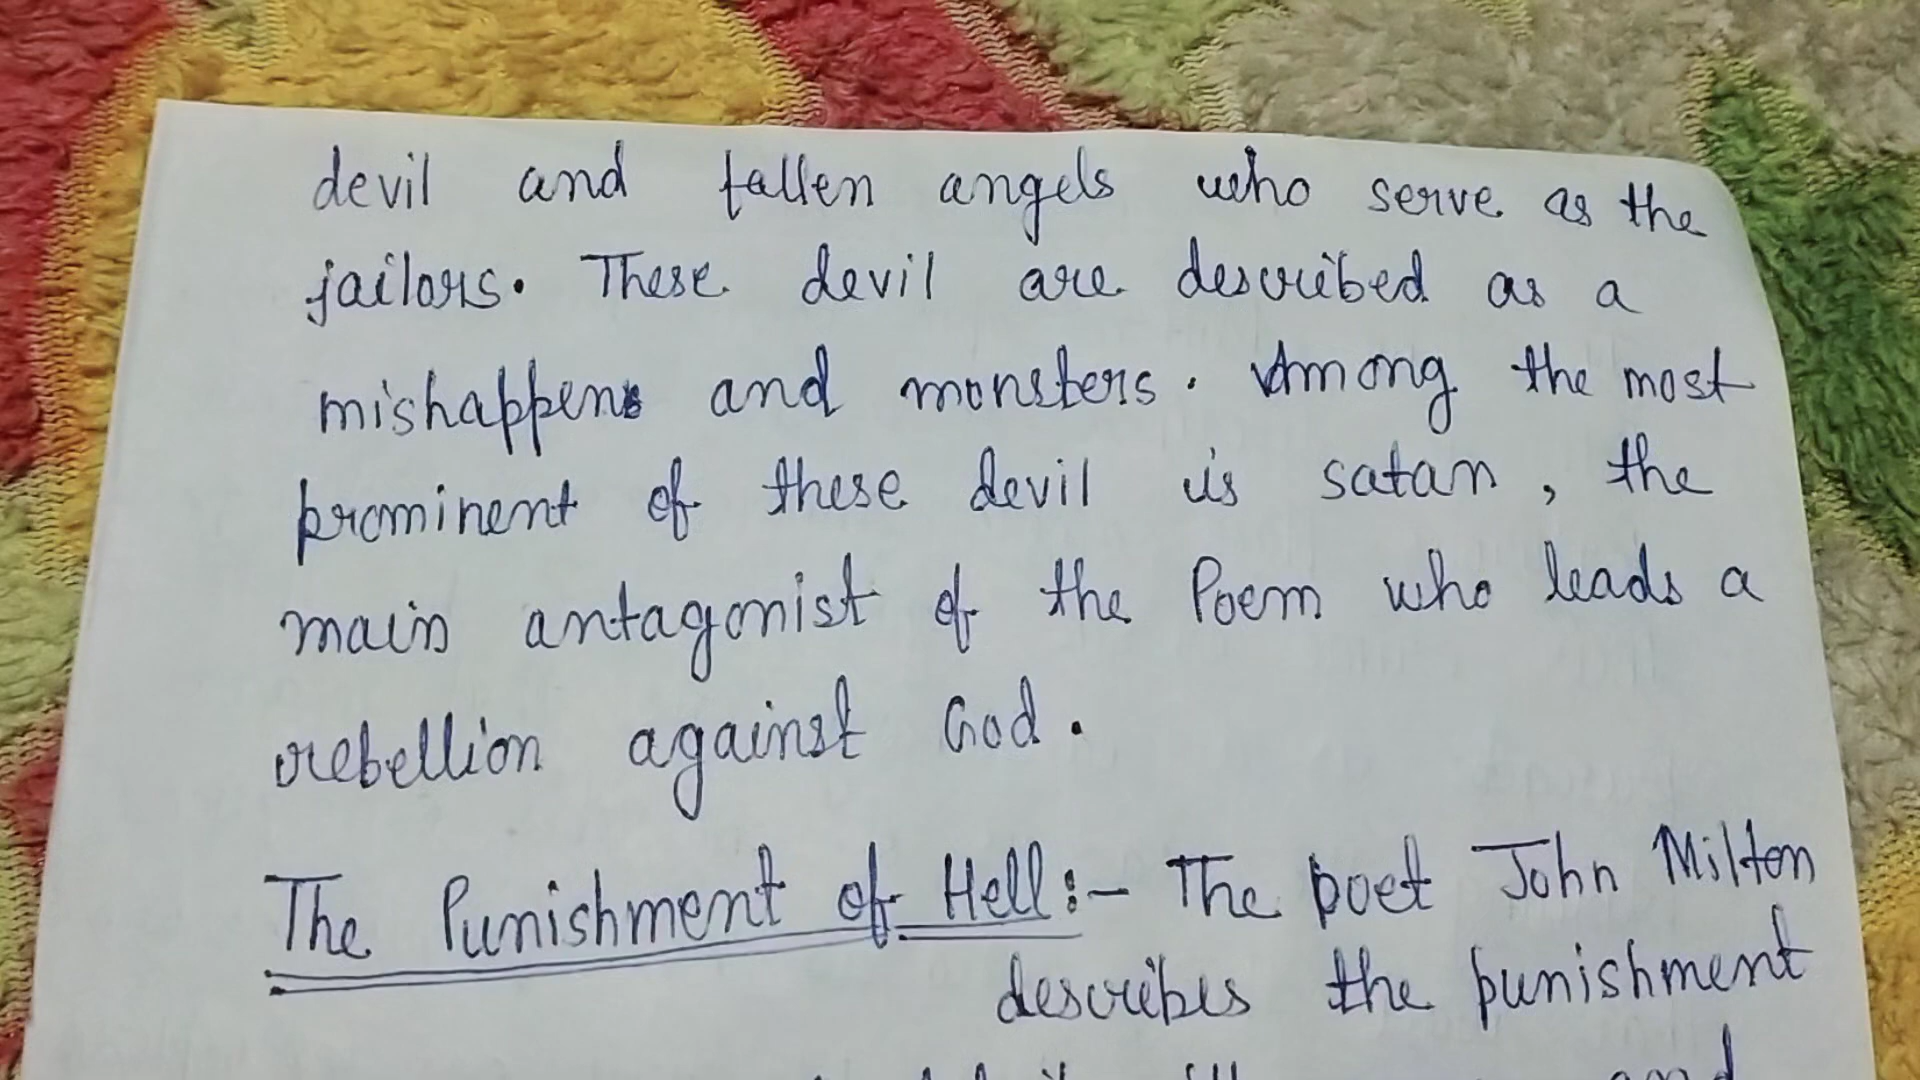 devil and fallen angels who serve as the
jailors. These devil are described as a
mishappens and monsters. Among the most
prominent of these devil is satan, the
main antagonist of the Poem who leads a
rebellion against God.
The Punishment of Hell:- The poet John Milton
describes the punishment
and